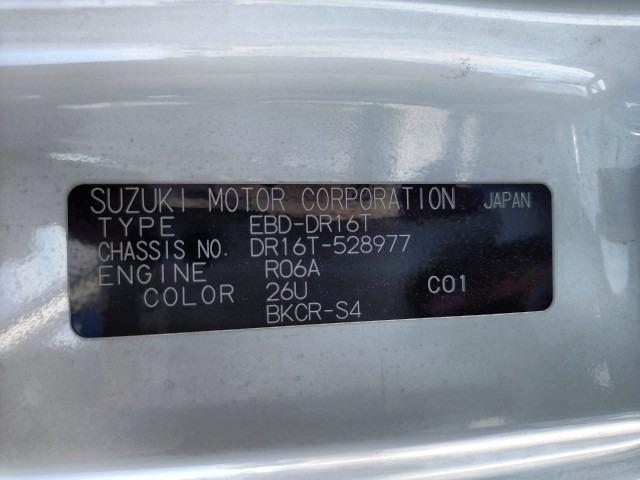 SUZUKI MOTOR CORPORATION JAPAN
TYPE EBD-DR16T
CHASSIS NO. DR16T-528977
ENGINE R06A
COLOR 26U C01
BKCR-S4